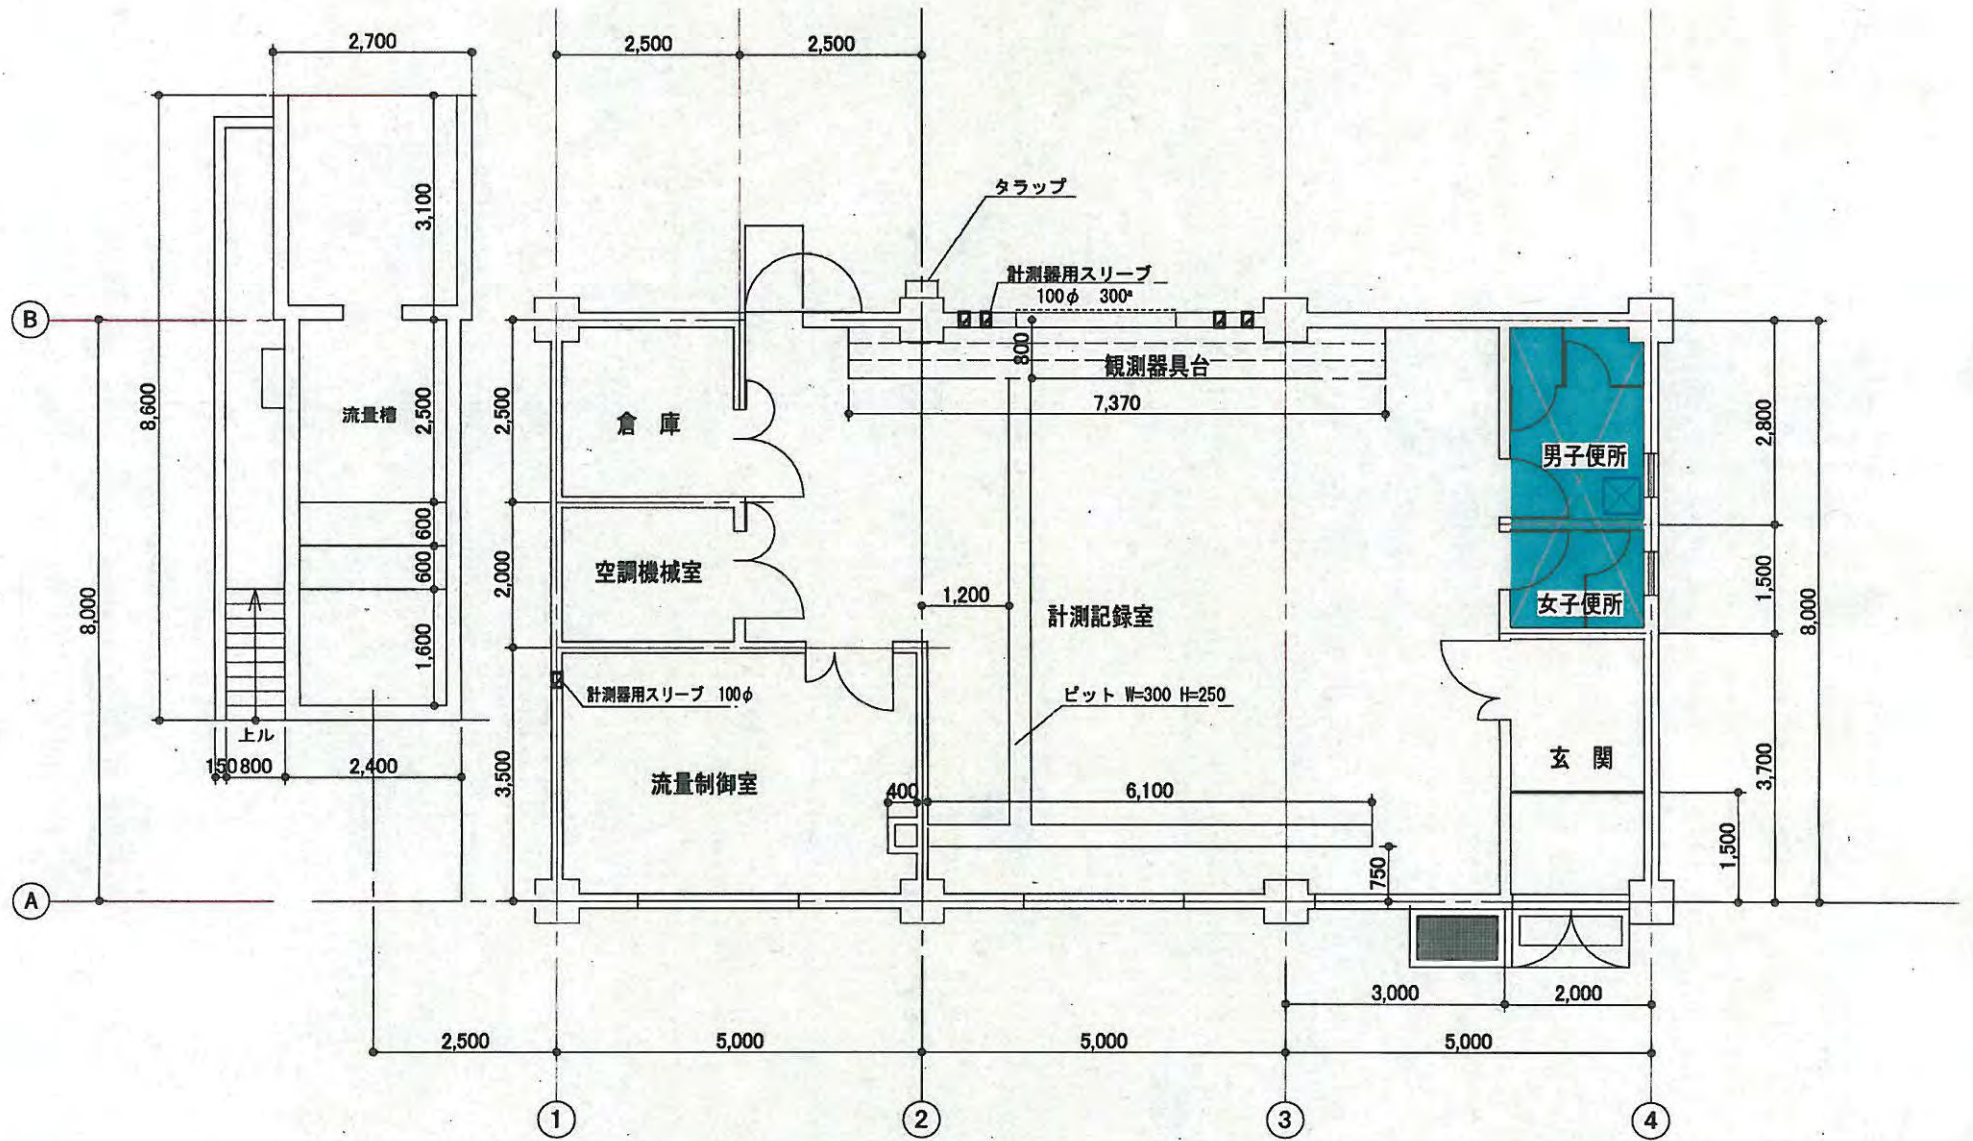 2,700
2,500
2,500
3,100
タラップ
計測器用スリーブ
100φ 300ª
B
800
観測器具台
7,370
8,600
流量槽
2,500
2,500
倉 庫
2,800
男子便所
600
600
2,000
空調機械室
1,200
計測記録室
1,500
女子便所
8,000
8,000
1,600
計測器用スリーブ 100φ
ピット W=300 H=250
上ル
150
800
2,400
3,500
流量制御室
400
6,100
玄 関
3,700
1,500
750
A
3,000
2,000
2,500
5,000
5,000
5,000
1
2
3
4